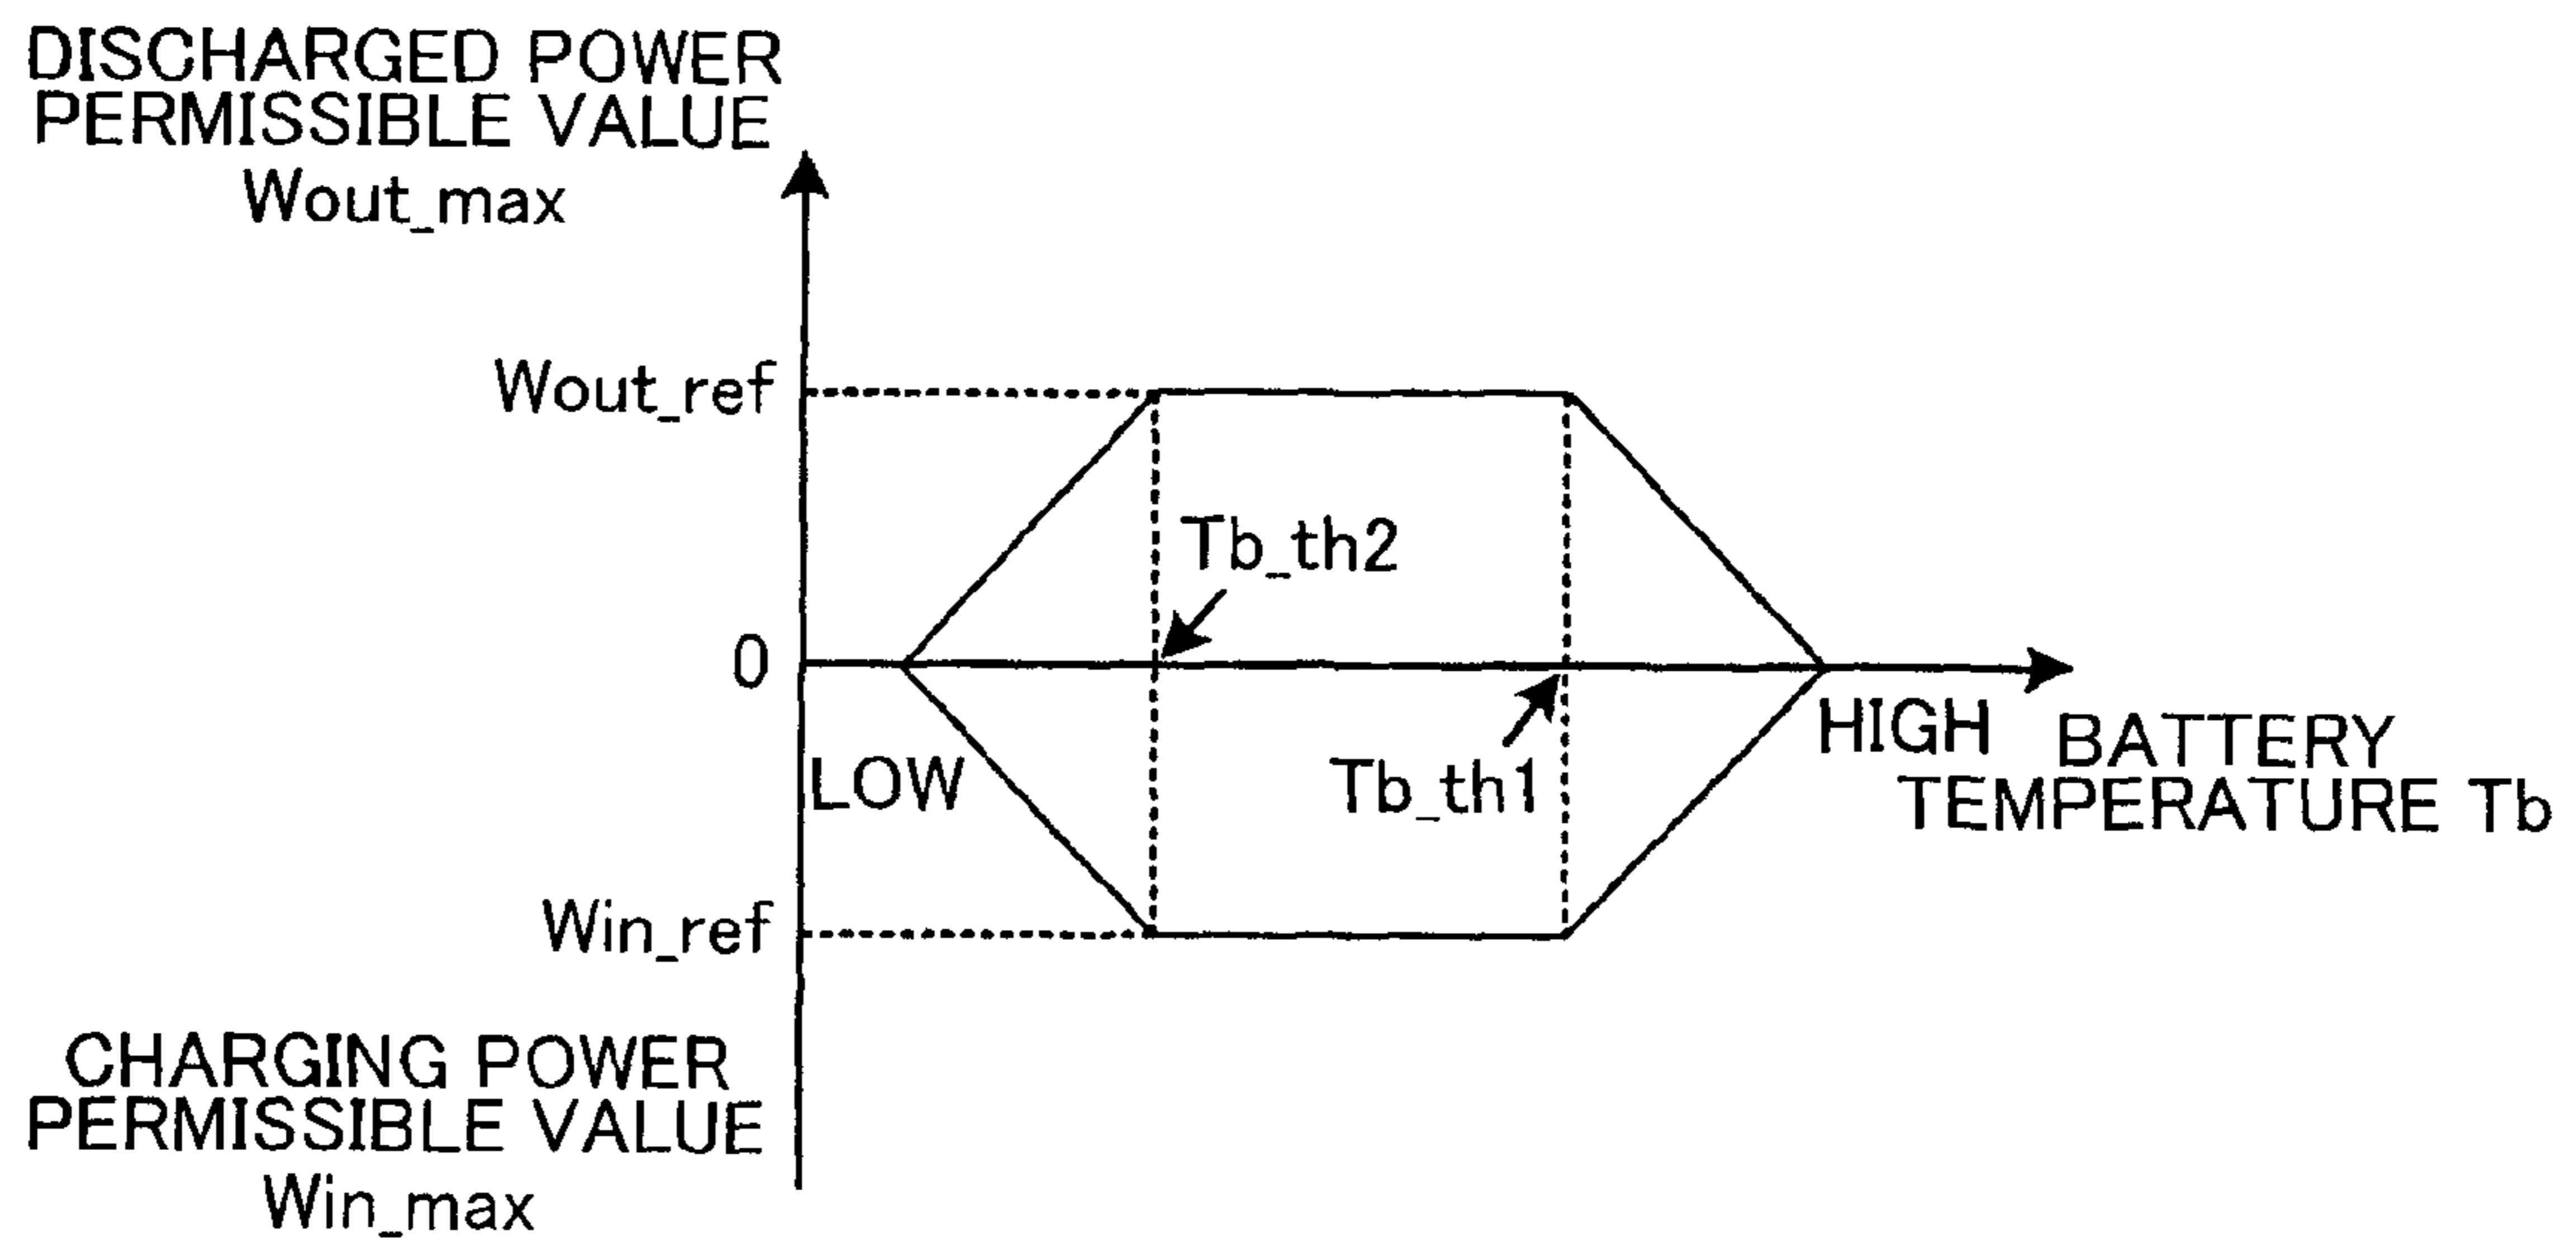 DISCHARGED POWER
PERMISSIBLE VALUE
Wout_max
Wout_ref
Tb_th2
0
HIGH
BATTERY
TEMPERATURE Tb
LOW
Tb_th1
Win_ref
CHARGING POWER
PERMISSIBLE VALUE
Win_max